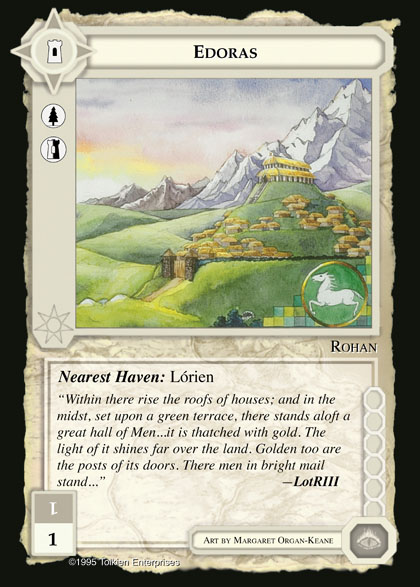 EDORAS
ROHAN
Nearest Haven: Lórien
“Within there rise the roofs of houses; and in the
midst, set upon a green terrace, there stands aloft a
great hall of Men...it is thatched with gold. The
light of it shines far over the land. Golden too are
the posts of its doors. There men in bright mail
stand...” —LotRIII
1
1
ART BY MARGARET ORGAN-KEANE
©1995 Tolkien Enterprises